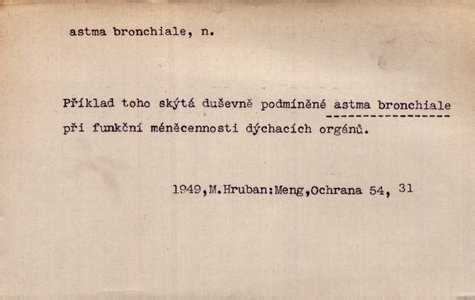 astma bronchiale, n.
Příklad toho skýtá duševně podmíněné astma bronchiale
při funkční méněcennosti dýchacích orgánů.
1949,M.Hruban:Meng,Ochrana 54, 31